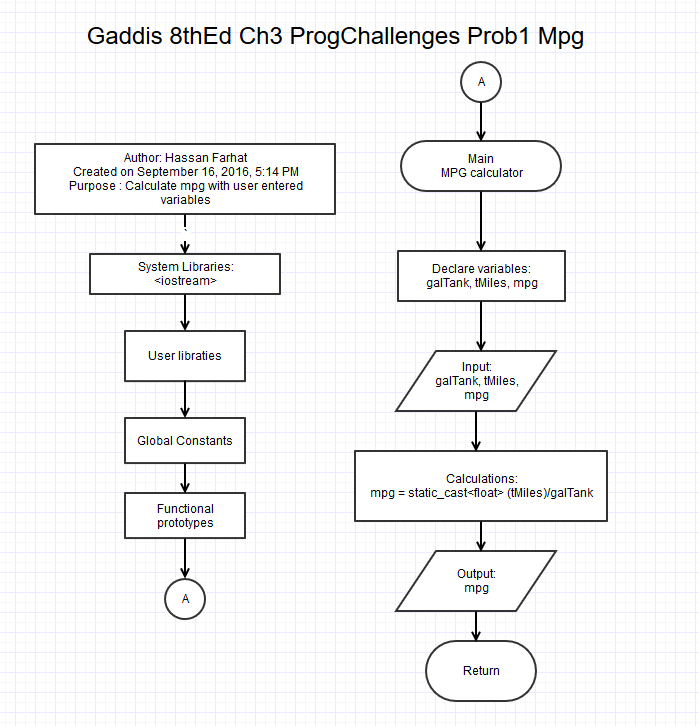 Gaddis 8thEd Ch3 ProgChallenges Prob1 Mpg
Author: Hassan Farhat
Created on September 16, 2016, 5:14 PM
Purpose : Calculate mpg with user entered
variables
System Libraries:
<iostream>
User libraties
Global Constants
Functional
prototypes
A
A
Main
MPG calculator
Declare variables:
galTank, tMiles, mpg
Input:
galTank, tMiles,
mpg
Calculations:
mpg = static_cast<float> (tMiles)/galTank
Output:
mpg
Return